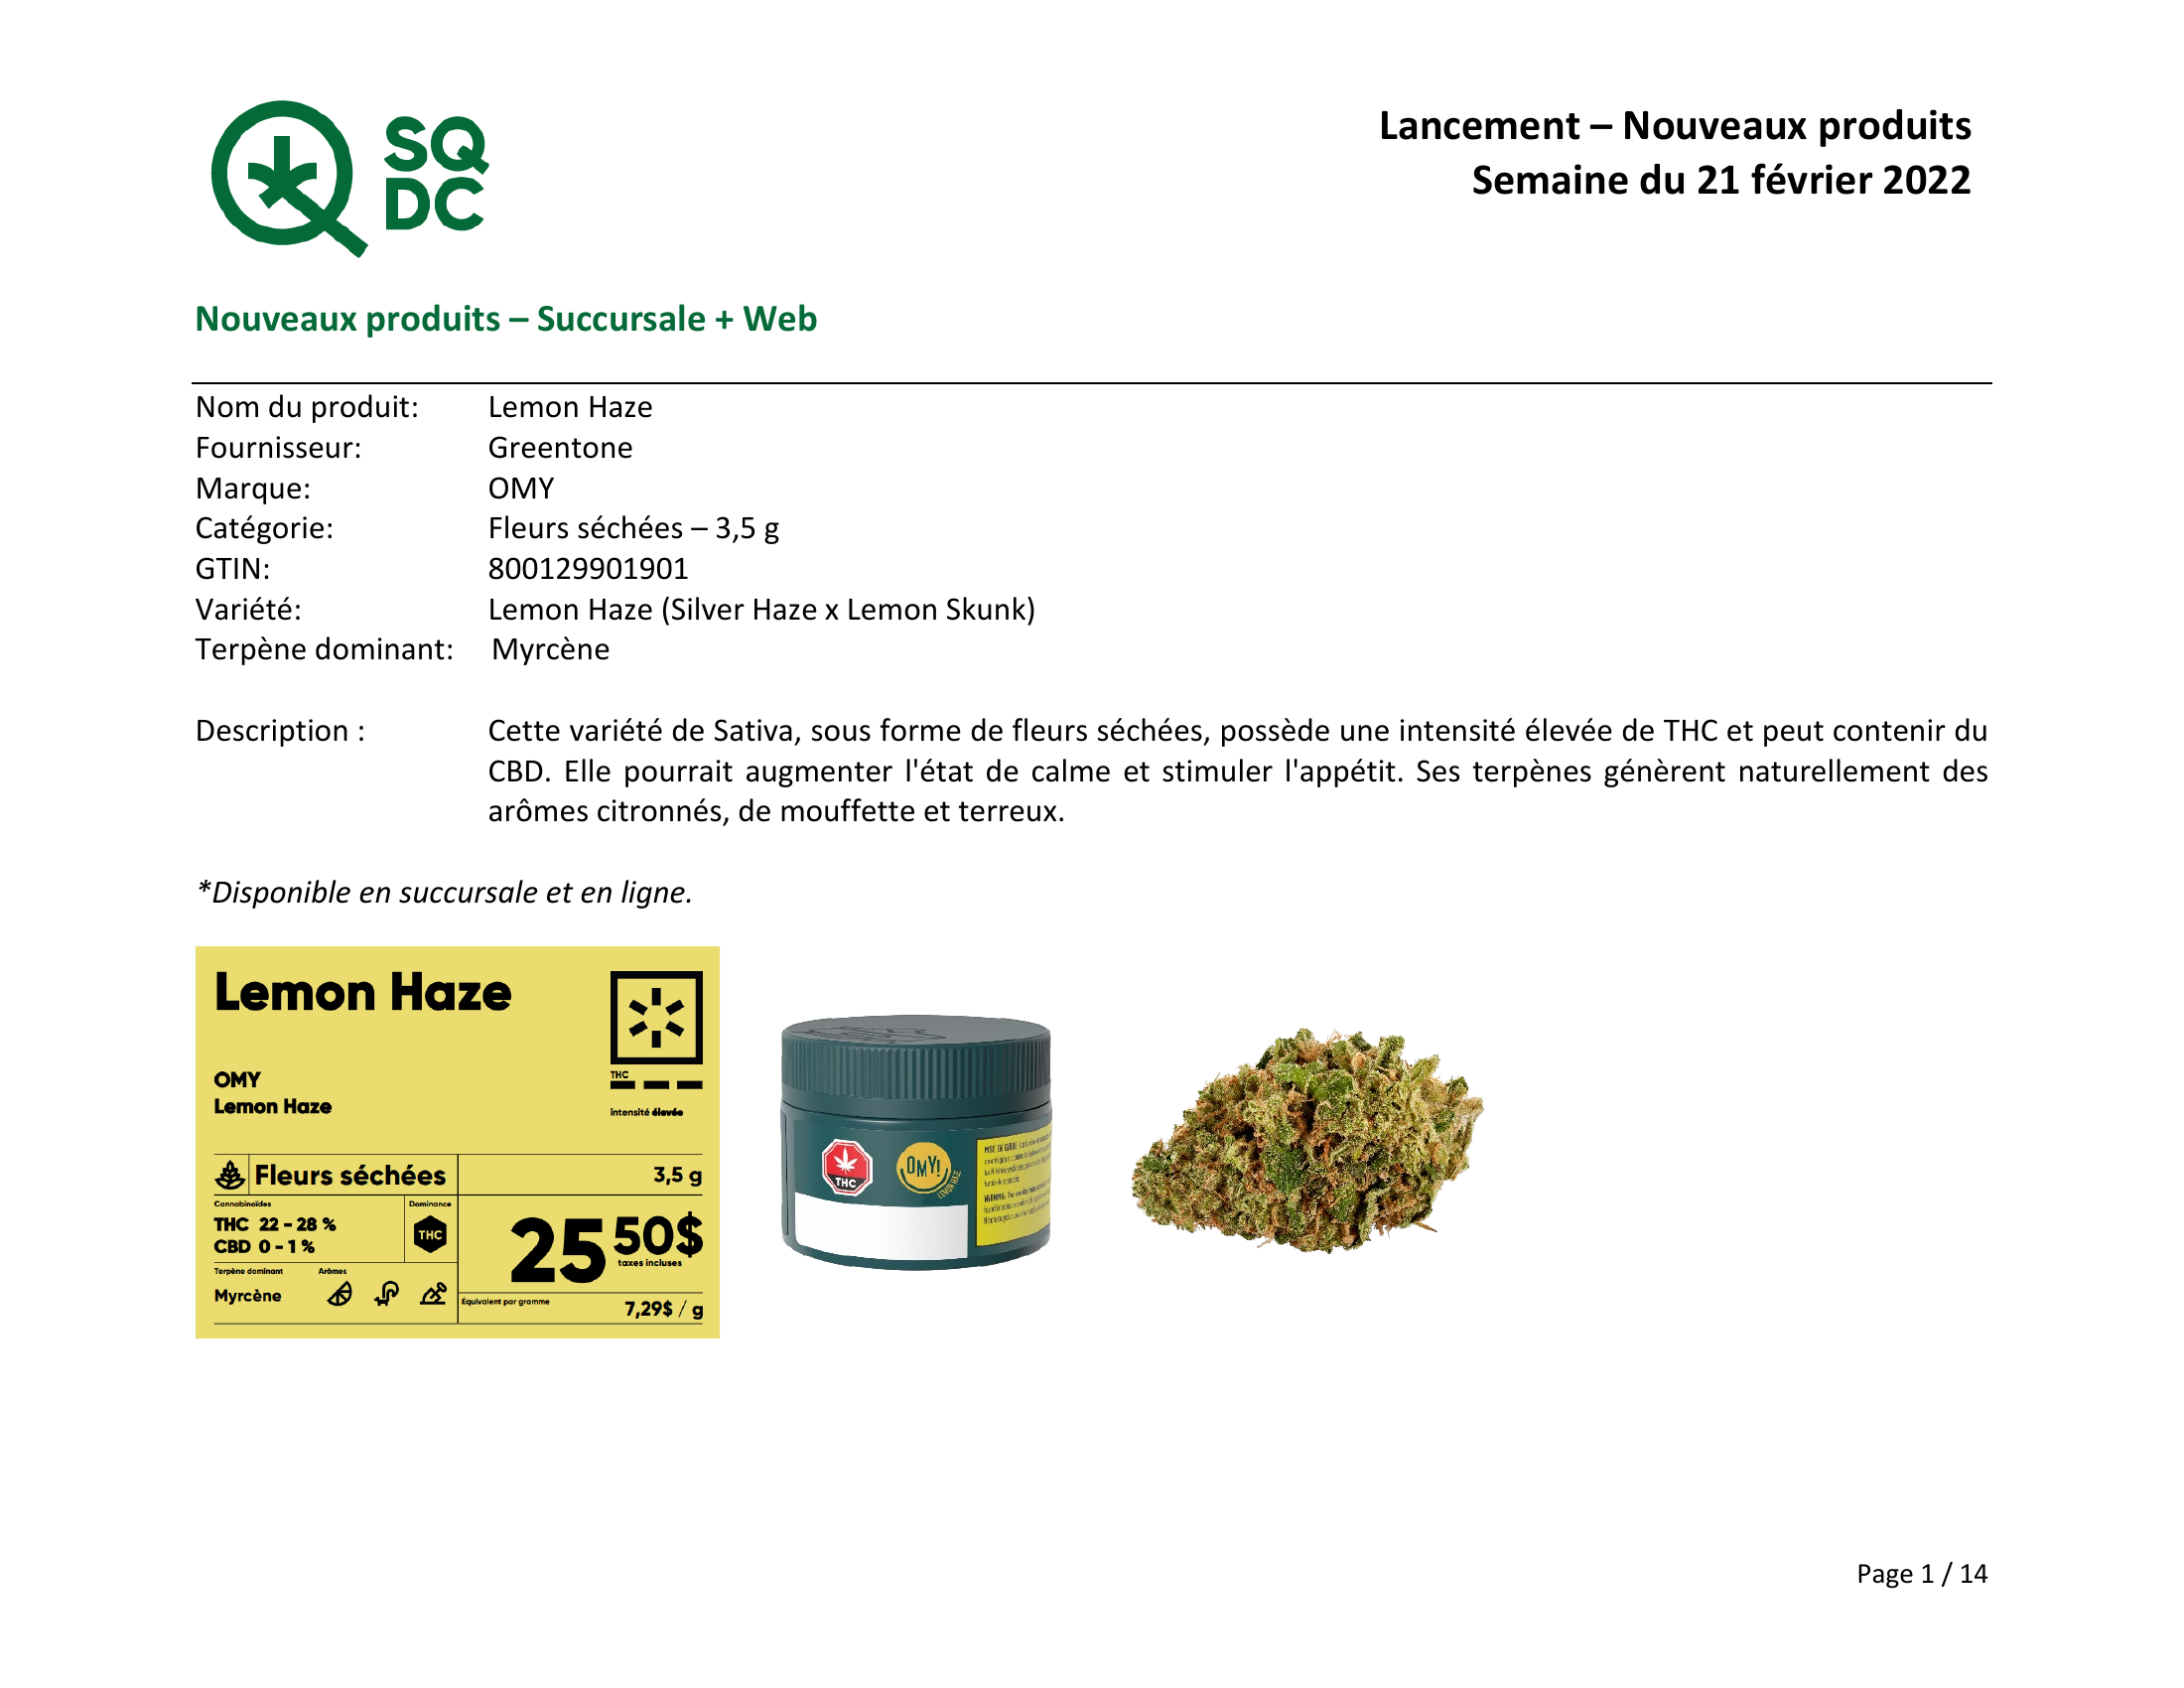 SQ
DC
Lancement – Nouveaux produits
Semaine du 21 février 2022
Nouveaux produits – Succursale + Web
Nom du produit: Lemon Haze
Fournisseur: Greentone
Marque: OMY
Catégorie: Fleurs séchées – 3,5 g
GTIN: 800129901901
Variété: Lemon Haze (Silver Haze x Lemon Skunk)
Terpène dominant: Myrcène
Description : Cette variété de Sativa, sous forme de fleurs séchées, possède une intensité élevée de THC et peut contenir du
CBD. Elle pourrait augmenter l'état de calme et stimuler l'appétit. Ses terpènes génèrent naturellement des
arômes citronnés, de mouffette et terreux.
*Disponible en succursale et en ligne.
Lemon Haze
THC
intensité élevée
OMY
Lemon Haze
Fleurs séchées 3,5 g
Cannabinoïdes Dominance
THC 22 - 28 %
CBD 0 - 1 %
THC
25 50$
taxes incluses
Terpène dominant Arômes
Myrcène
Équivalent par gramme
7,29$ / g
THC
OMY!
LEMON HAZE
MISE EN GARDE:
WARNING:
Page 1 / 14